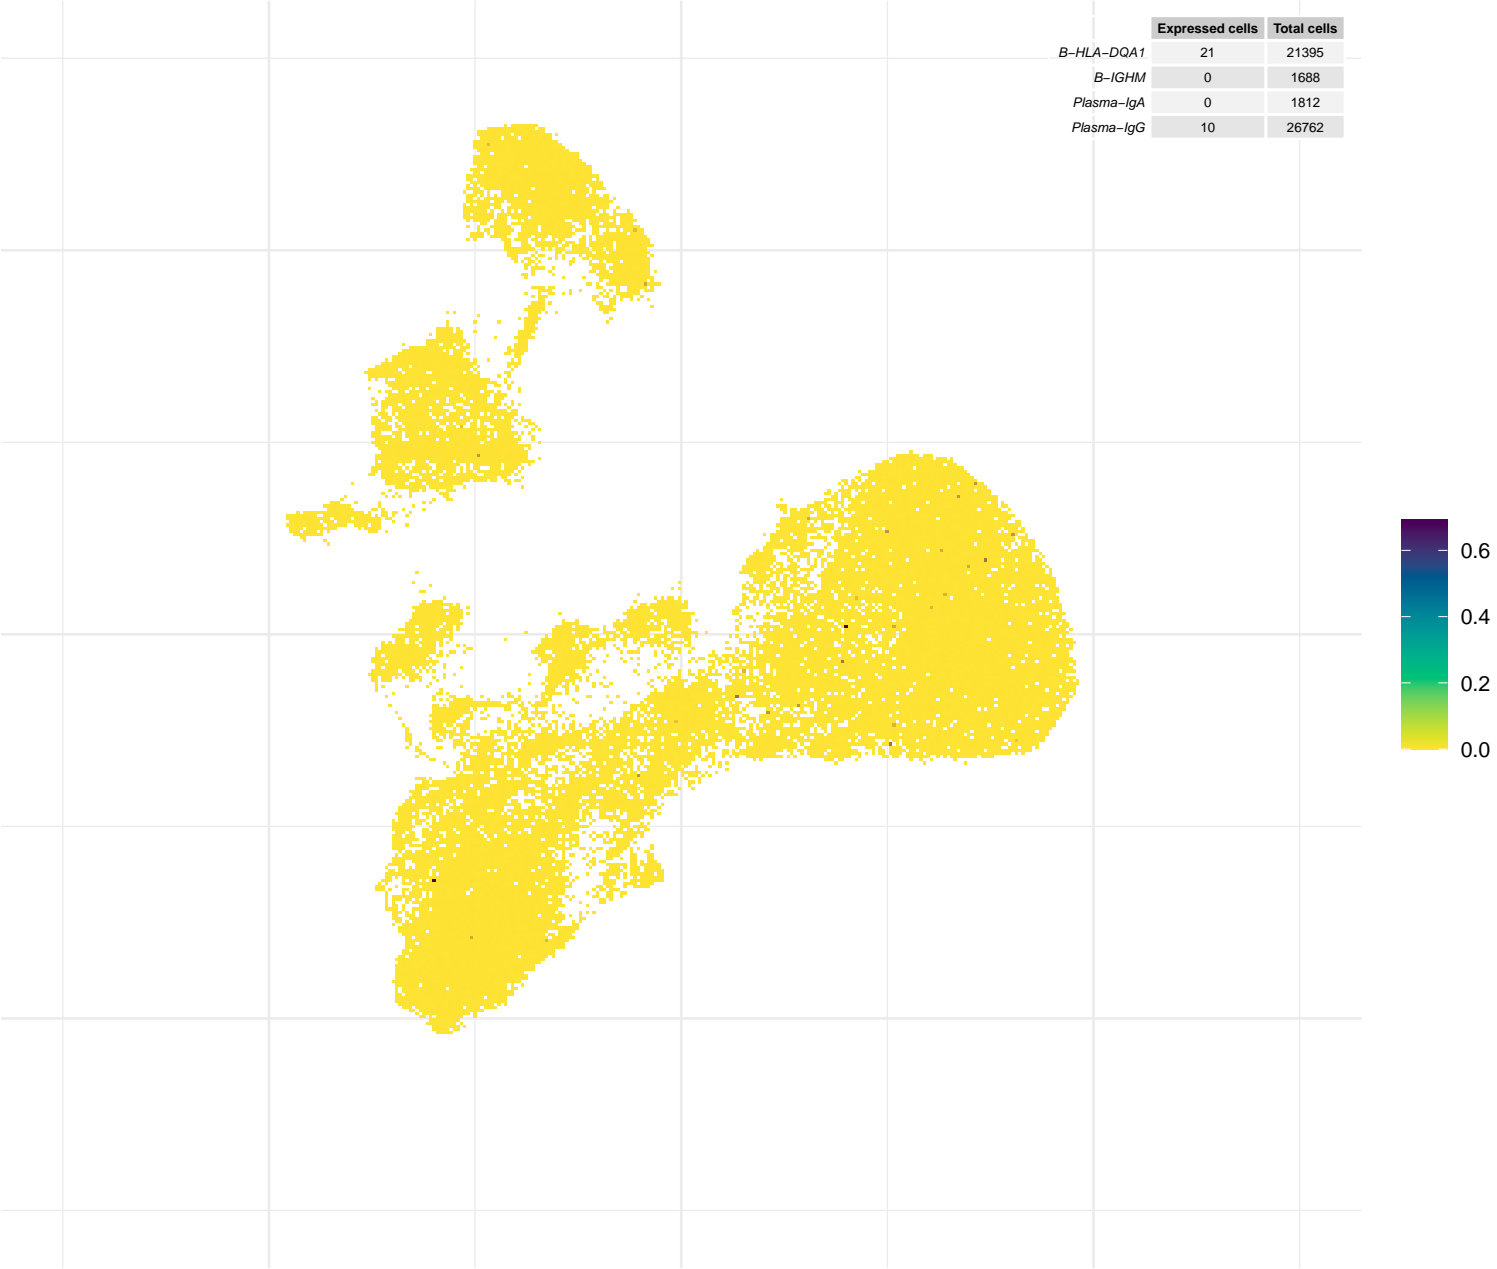 Expressed cells Total cells
B−HLA−DQA1 21 21395
B−IGHM 0 1688
Plasma−IgA 0 1812
Plasma−IgG 10 26762
0.6
0.4
0.2
0.0